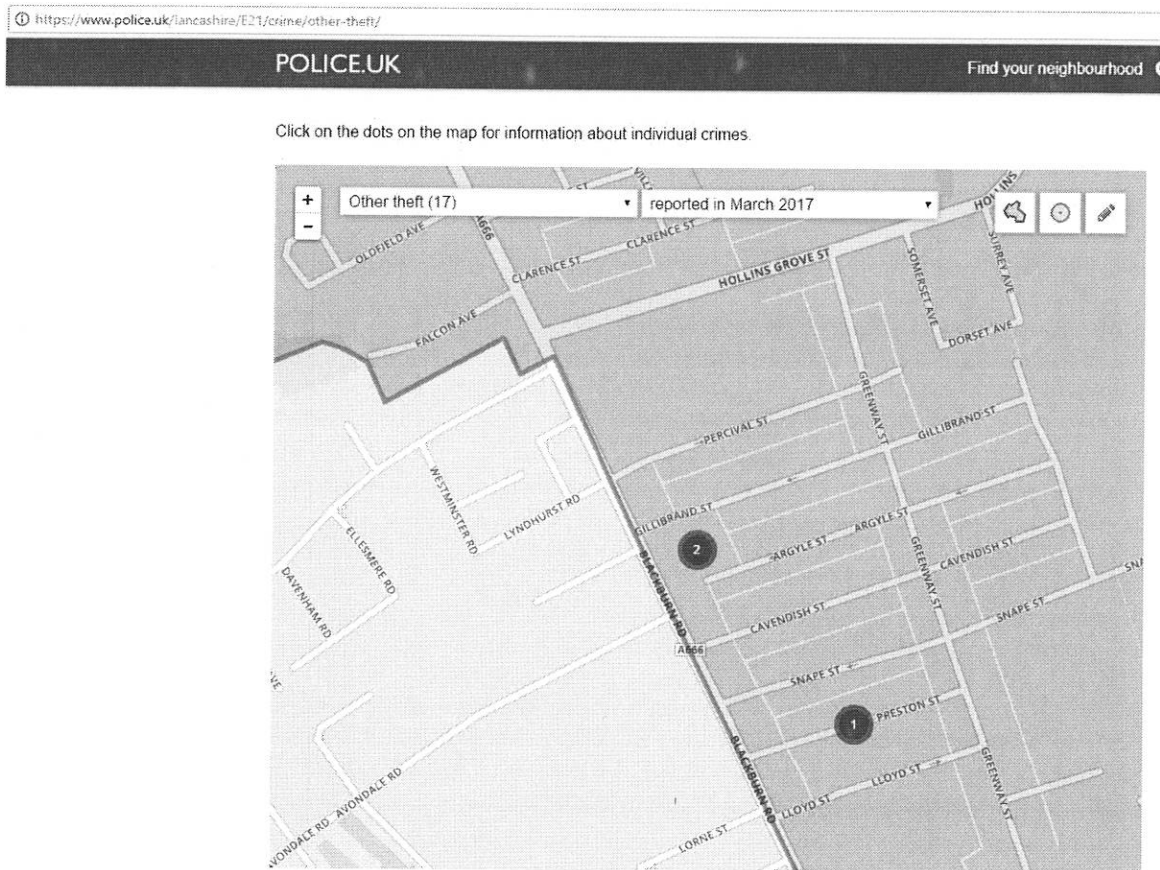 https://www.police.uk/lancashire/E21/crime/other-theft/
POLICE.UK
Find your neighbourhood
Click on the dots on the map for information about individual crimes.
+
Other theft (17)
reported in March 2017
−
A666
OLDFIELD AVE
CLARENCE ST
CLARENCE ST
HOLLINS GROVE ST
SOMERSET AVE
SURREY AVE
FALCON AVE
DORSET AVE
PERCIVAL ST
GREENWAY ST
GILLIBRAND ST
WESTMINSTER RD
LYNDHURST RD
GILLIBRAND ST
ARGYLE ST
ELLESMERE RD
2
ARGYLE ST
GREENWAY ST
CAVENDISH ST
DAVENHAM RD
BLACKBURN RD
CAVENDISH ST
SNAPE ST
A666
SNAPE ST
PRESTON ST
1
BLACKBURN RD
GREENWAY ST
LLOYD ST
AVONDALE RD
LLOYD ST
AVONDALE RD
LORNE ST